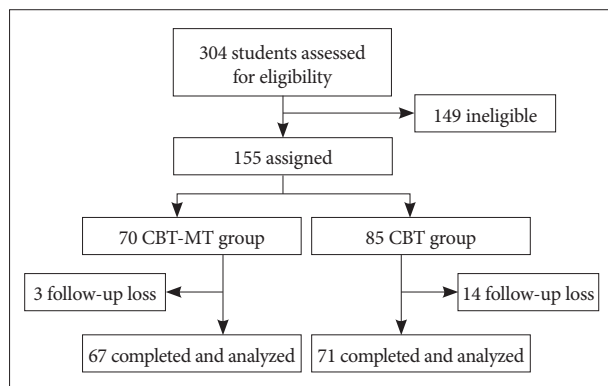 304 students assessed
for eligibility
149 ineligible
155 assigned
70 CBT-MT group
85 CBT group
3 follow-up loss
14 follow-up loss
67 completed and analyzed
71 completed and analyzed